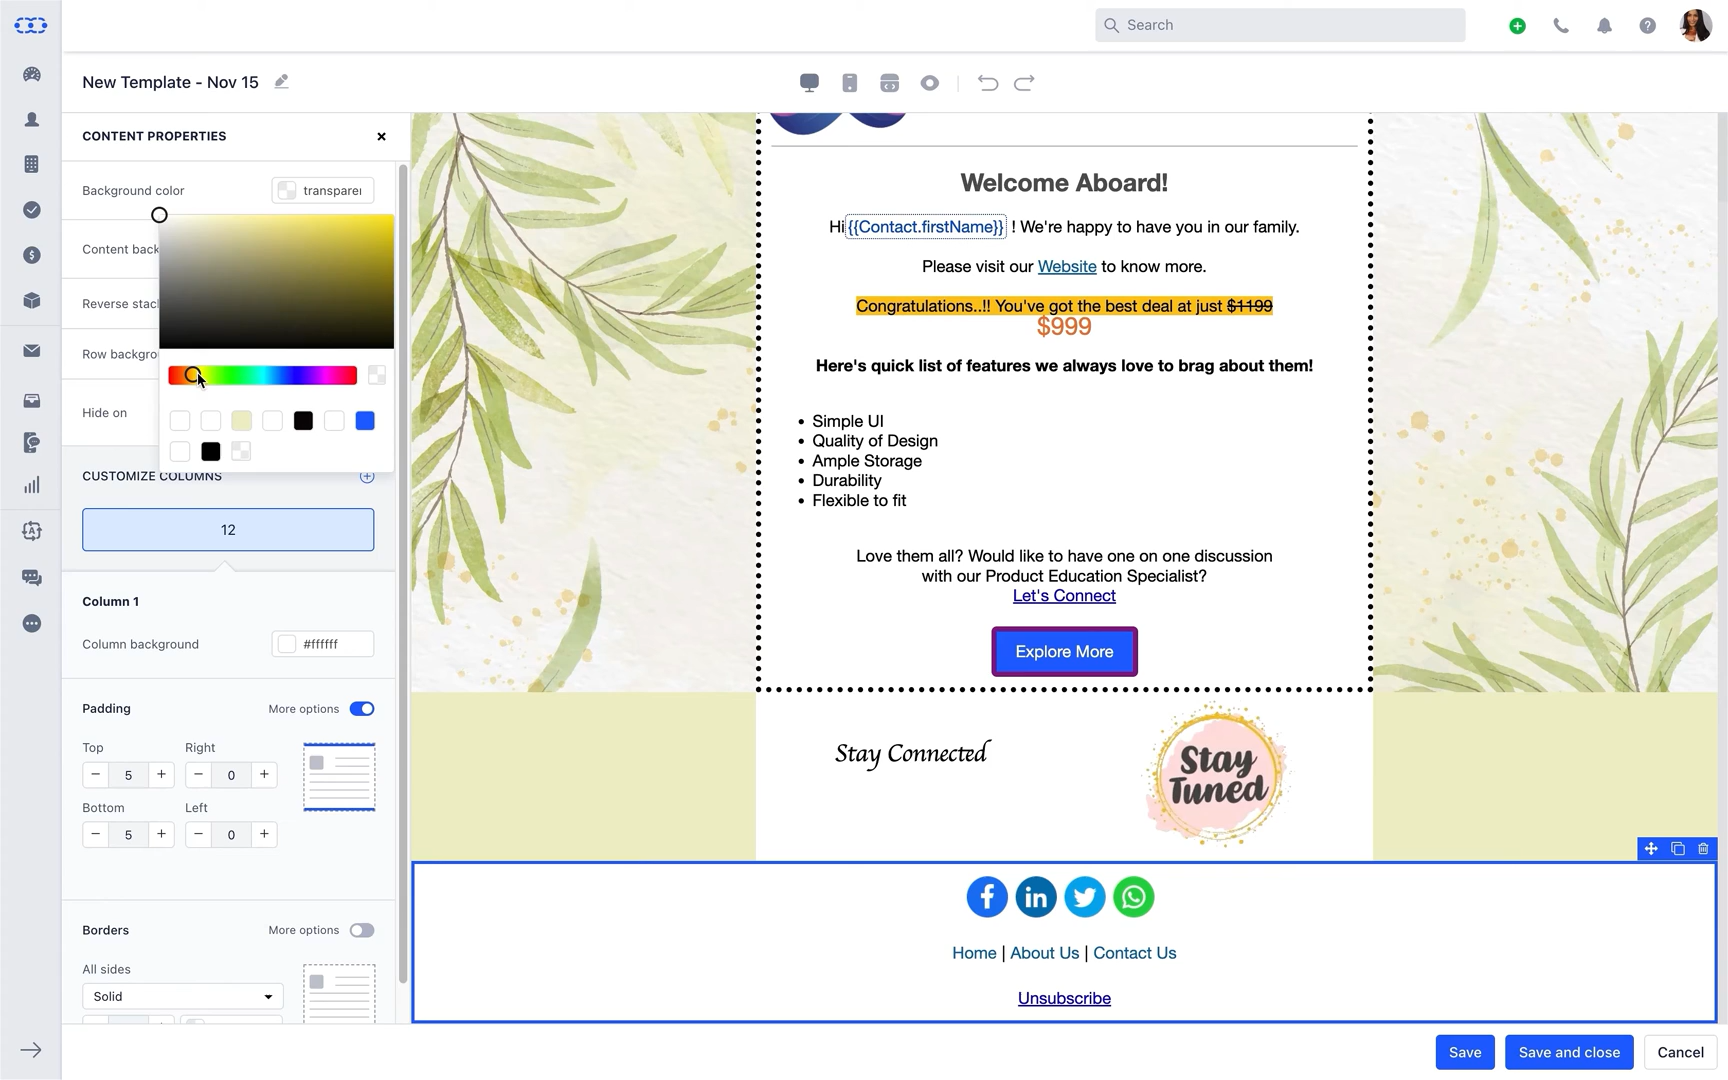 Search
New Template - Nov 15
CONTENT PROPERTIES
Background color
transparei
Content back
Reverse stac
Row backgro
Hide on
CUSTOMIZE COLUMNS
12
Column 1
Column background
#ffffff
Padding
More options
Top
Right
5
0
Bottom
Left
5
0
Borders
More options
All sides
Solid
Welcome Aboard!
Hi {{Contact.firstName}} ! We're happy to have you in our family.
Please visit our Website to know more.
Congratulations..!! You've got the best deal at just $1199
$999
Here's quick list of features we always love to brag about them!
• Simple UI
• Quality of Design
• Ample Storage
• Durability
• Flexible to fit
Love them all? Would like to have one on one discussion
with our Product Education Specialist?
Let's Connect
Explore More
Stay Connected
Stay
Tuned
Home | About Us | Contact Us
Unsubscribe
Save
Save and close
Cancel